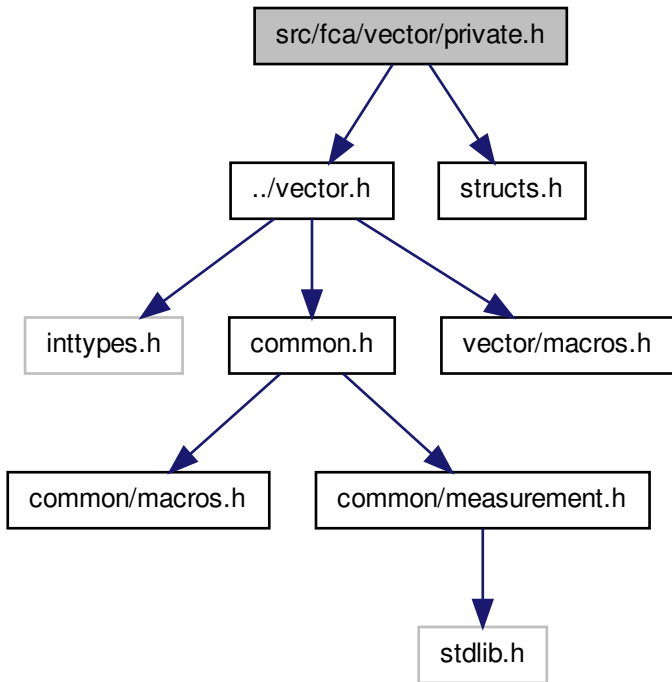 src/fca/vector/private.h
../vector.h
structs.h
inttypes.h
common.h
vector/macros.h
common/macros.h
common/measurement.h
stdlib.h